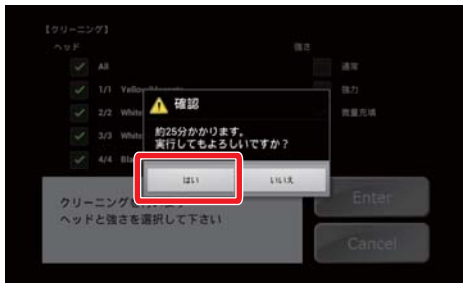 【クリーニング】
ヘッド
強さ
All
通常
1/1 Yellow
強力
2/2 White
微量充填
3/3 White
4/4
確認
約25分かかります。
実行してもよろしいですか？
はい
いいえ
クリーニング
ヘッドと強さを選択して下さい
Enter
Cancel